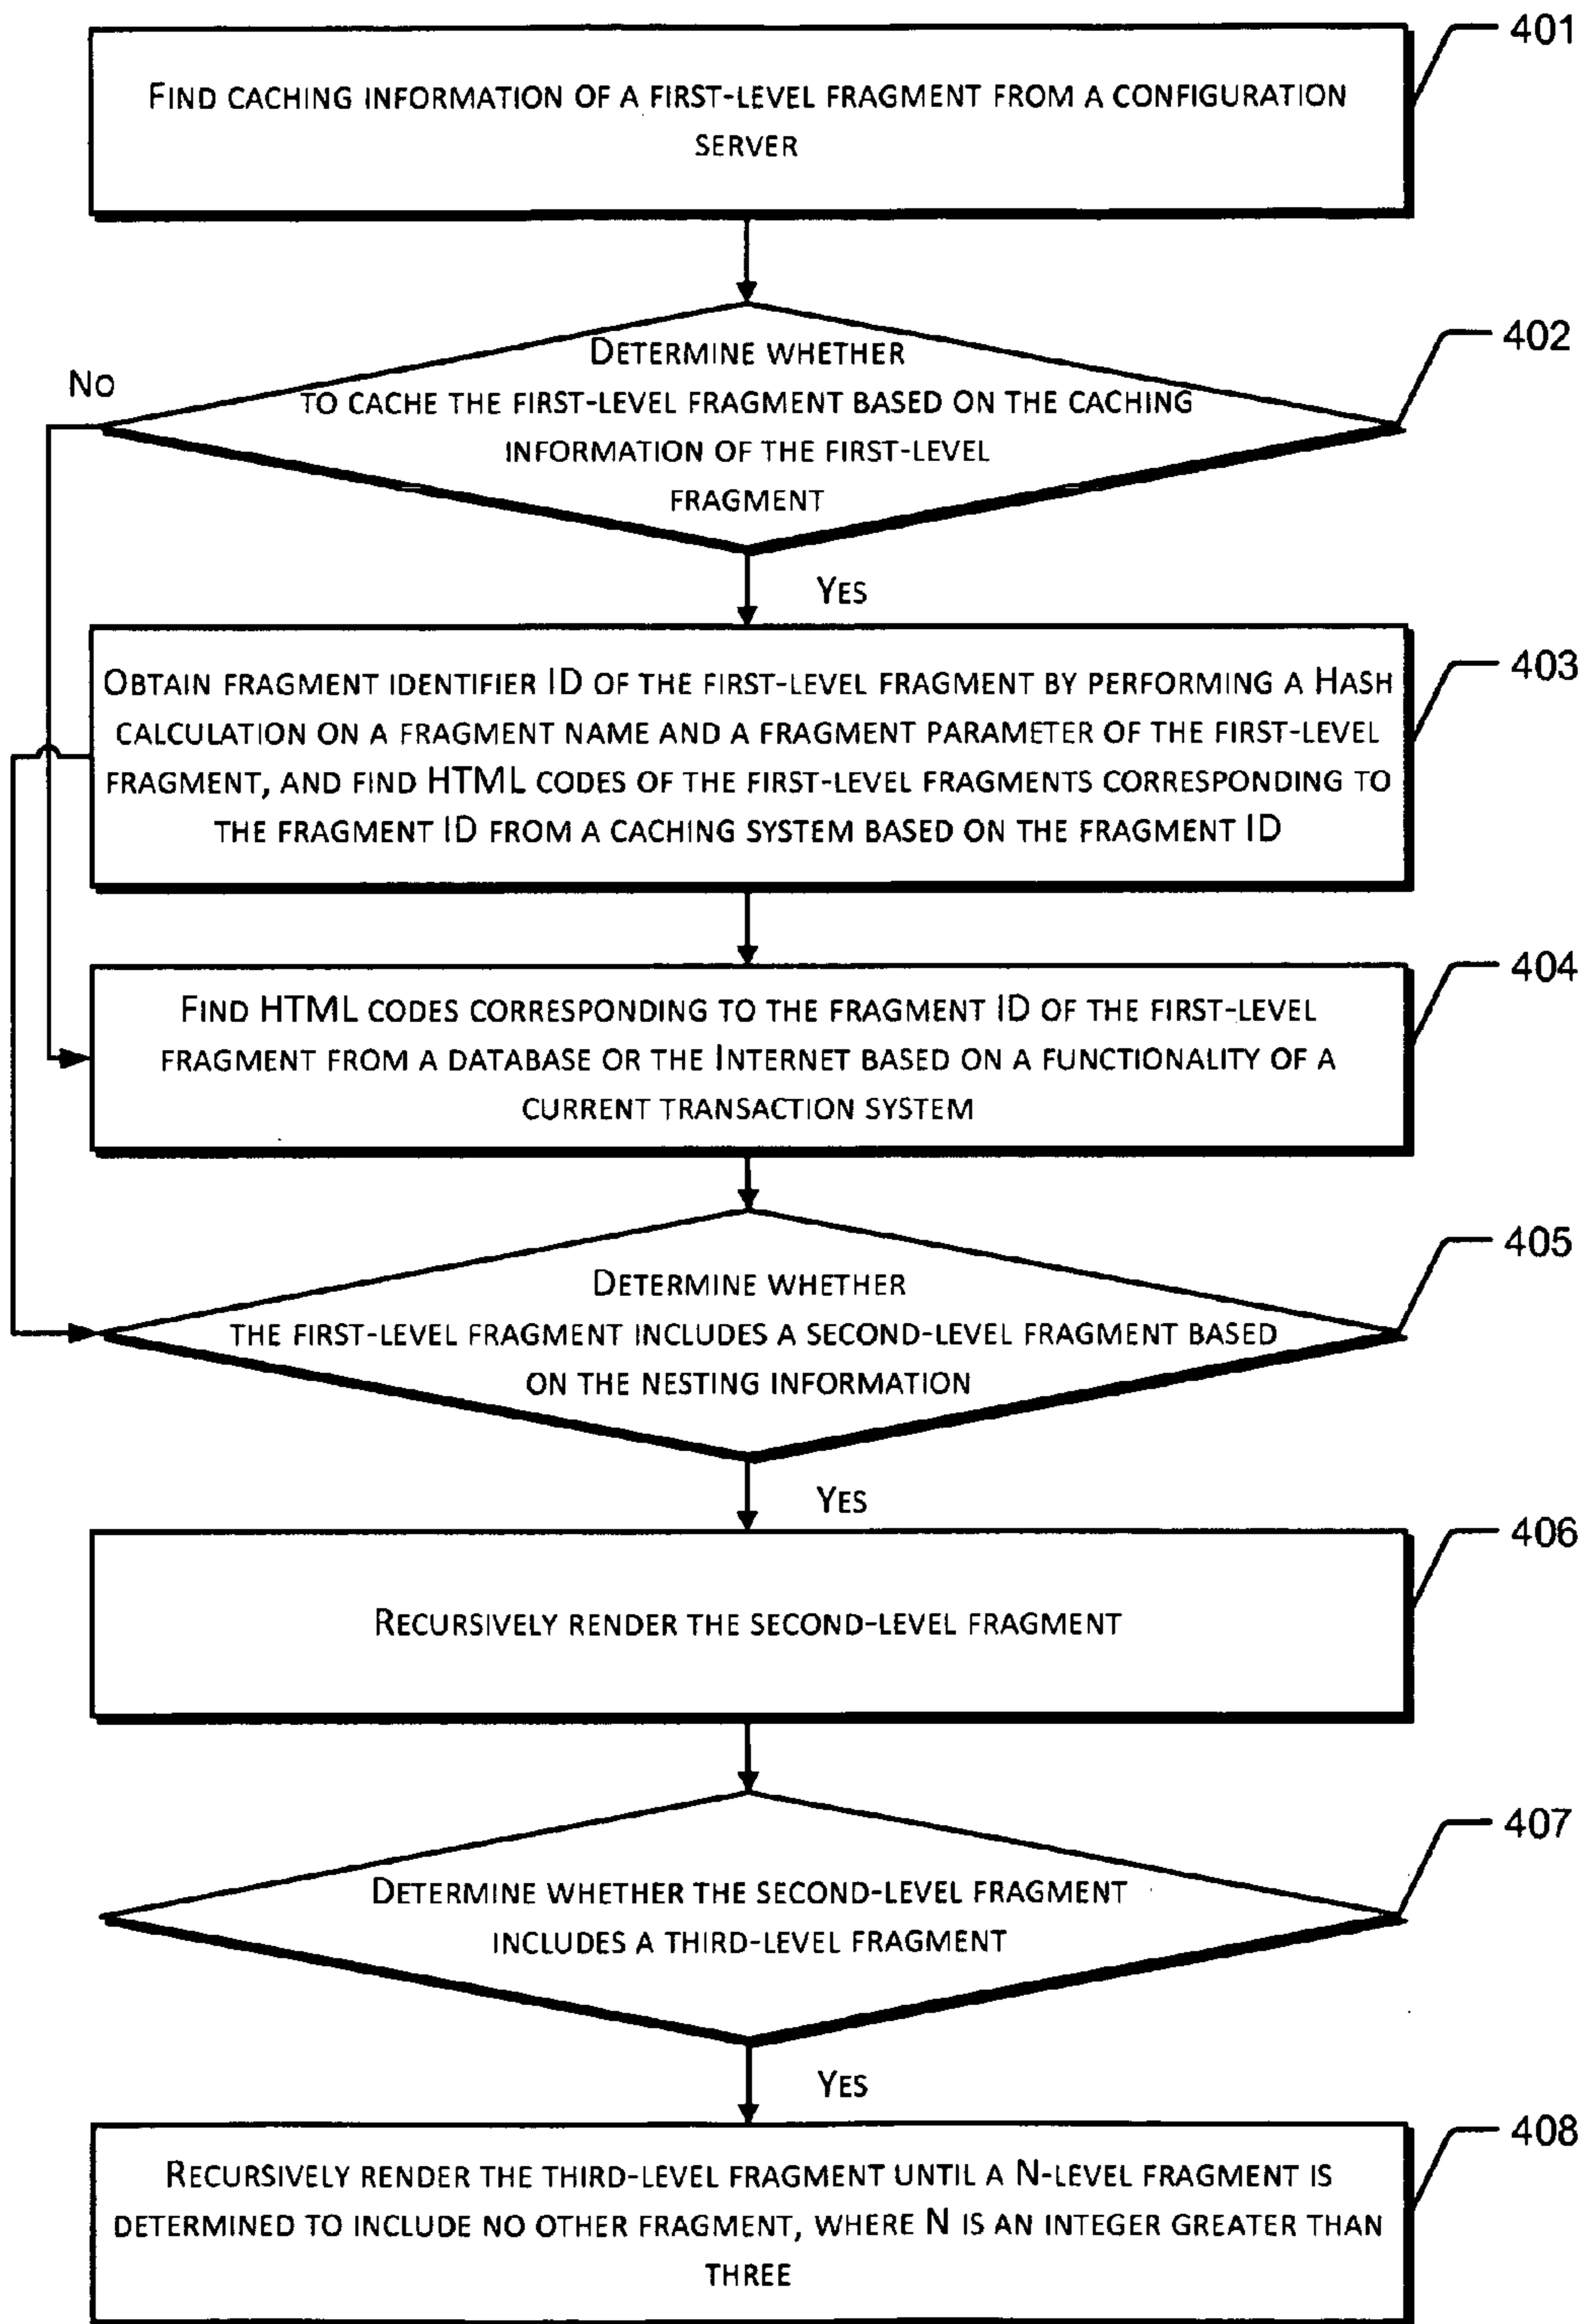 401
FIND CACHING INFORMATION OF A FIRST-LEVEL FRAGMENT FROM A CONFIGURATION
SERVER
402
DETERMINE WHETHER
NO
TO CACHE THE FIRST-LEVEL FRAGMENT BASED ON THE CACHING
INFORMATION OF THE FIRST-LEVEL
FRAGMENT
YES
403
OBTAIN FRAGMENT IDENTIFIER ID OF THE FIRST-LEVEL FRAGMENT BY PERFORMING A HASH
CALCULATION ON A FRAGMENT NAME AND A FRAGMENT PARAMETER OF THE FIRST-LEVEL
FRAGMENT, AND FIND HTML CODES OF THE FIRST-LEVEL FRAGMENTS CORRESPONDING TO
THE FRAGMENT ID FROM A CACHING SYSTEM BASED ON THE FRAGMENT ID
404
FIND HTML CODES CORRESPONDING TO THE FRAGMENT ID OF THE FIRST-LEVEL
FRAGMENT FROM A DATABASE OR THE INTERNET BASED ON A FUNCTIONALITY OF A
CURRENT TRANSACTION SYSTEM
405
DETERMINE WHETHER
THE FIRST-LEVEL FRAGMENT INCLUDES A SECOND-LEVEL FRAGMENT BASED
ON THE NESTING INFORMATION
YES
406
RECURSIVELY RENDER THE SECOND-LEVEL FRAGMENT
407
DETERMINE WHETHER THE SECOND-LEVEL FRAGMENT
INCLUDES A THIRD-LEVEL FRAGMENT
YES
408
RECURSIVELY RENDER THE THIRD-LEVEL FRAGMENT UNTIL A N-LEVEL FRAGMENT IS
DETERMINED TO INCLUDE NO OTHER FRAGMENT, WHERE N IS AN INTEGER GREATER THAN
THREE